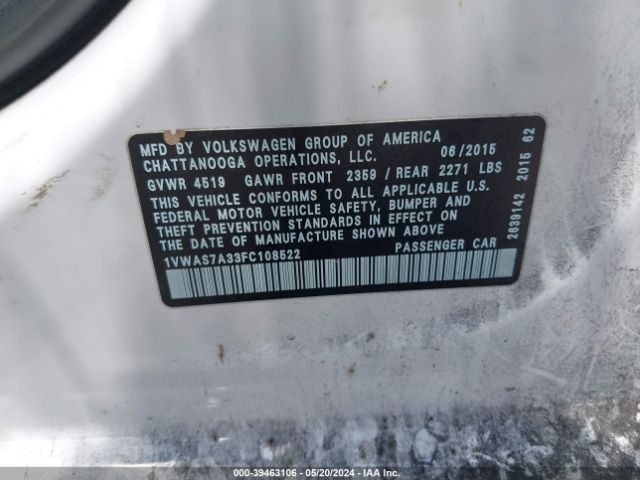 MFD BY VOLKSWAGEN GROUP OF AMERICA
CHATTANOOGA OPERATIONS, LLC. 06/2015
GVWR 4519 GAWR FRONT 2359 / REAR 2271 LBS
THIS VEHICLE CONFORMS TO ALL APPLICABLE U.S.
FEDERAL MOTOR VEHICLE SAFETY, BUMPER AND
THEFT PREVENTION STANDARDS IN EFFECT ON
THE DATE OF MANUFACTURE SHOWN ABOVE
1VWAS7A33FC108522 PASSENGER CAR
2639142 2015 62
000-39463106 - 05/20/2024 - IAA Inc.